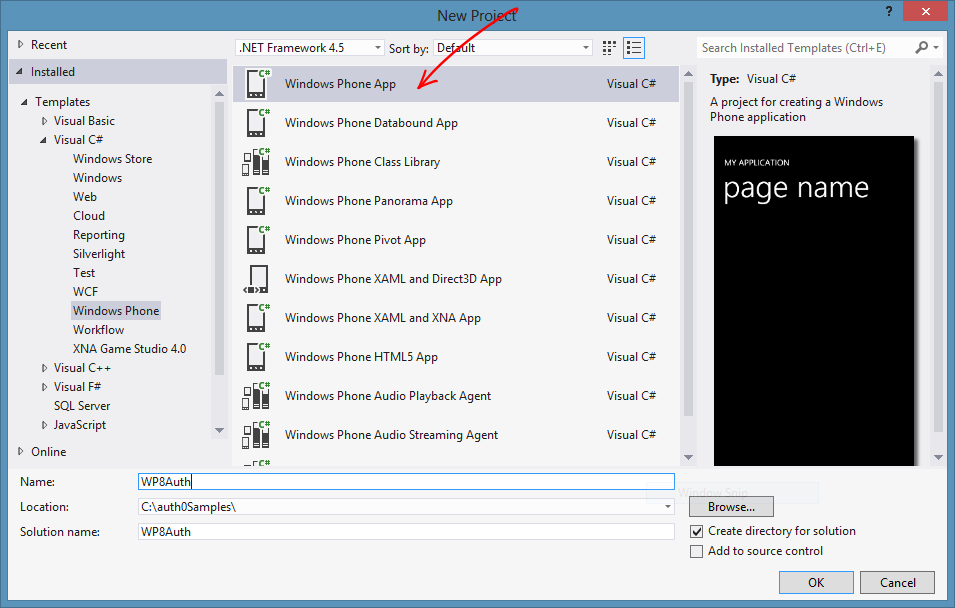 New Project
?
Recent
.NET Framework 4.5
Sort by:
Default
Search Installed Templates (Ctrl+E)
Installed
Templates
Visual Basic
Visual C#
Windows Store
Windows
Web
Cloud
Reporting
Silverlight
Test
WCF
Windows Phone
Workflow
XNA Game Studio 4.0
Visual C++
Visual F#
SQL Server
JavaScript
Online
C# Windows Phone App Visual C#
C# Windows Phone Databound App Visual C#
C# Windows Phone Class Library Visual C#
C# Windows Phone Panorama App Visual C#
C# Windows Phone Pivot App Visual C#
Windows Phone XAML and Direct3D App Visual C#
C# Windows Phone XAML and XNA App Visual C#
C# Windows Phone HTML5 App Visual C#
C# Windows Phone Audio Playback Agent Visual C#
C# Windows Phone Audio Streaming Agent Visual C#
C#
Type: Visual C#
A project for creating a Windows
Phone application
MY APPLICATION
page name
Name: WP8Auth
Window Snip
Location: C:\auth0Samples\
Browse...
Solution name: WP8Auth
Create directory for solution
Add to source control
OK
Cancel